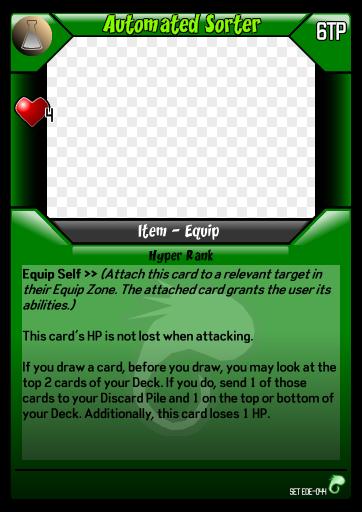 Automated Sorter
6TP
4
Item - Equip
Hyper Rank
Equip Self >> (Attach this card to a relevant target in
their Equip Zone. The attached card grants the user its
abilities.)
This card's HP is not lost when attacking.
If you draw a card, before you draw, you may look at the
top 2 cards of your Deck. If you do, send 1 of those
cards to your Discard Pile and 1 on the top or bottom of
your Deck. Additionally, this card loses 1 HP.
SET EOE-044